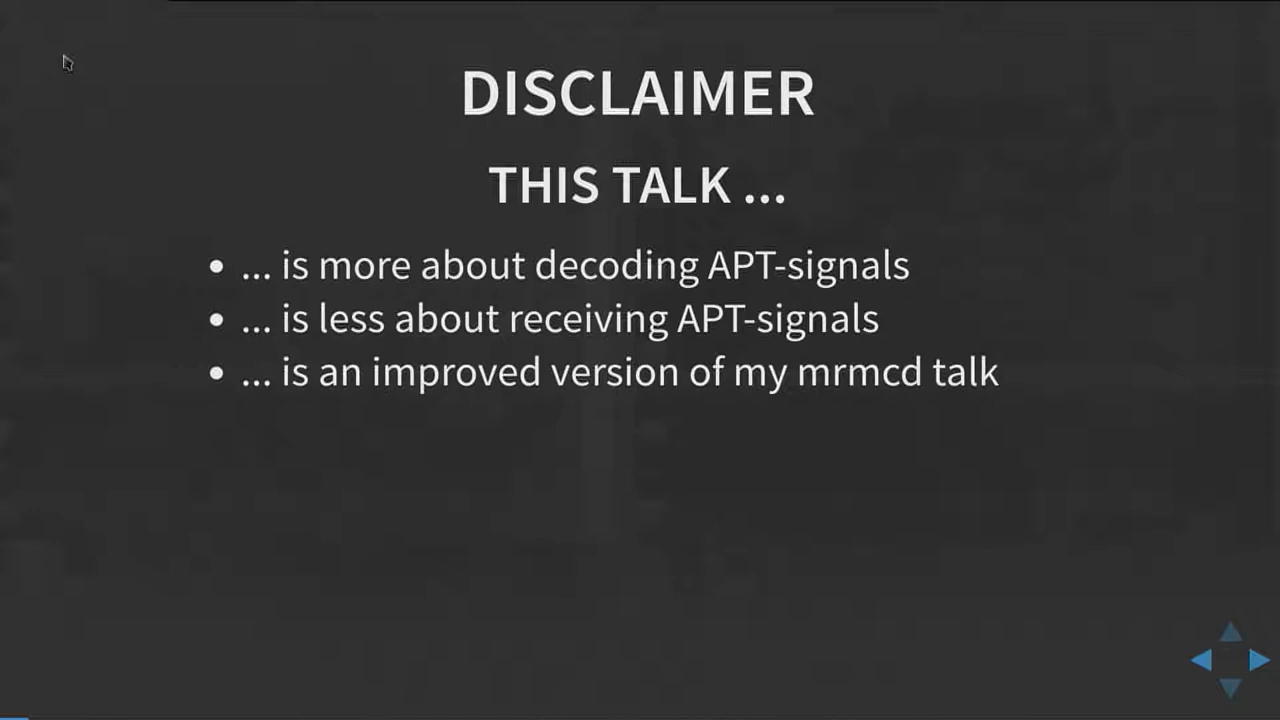 DISCLAIMER
THIS TALK ...
... is more about decoding APT-signals
... is less about receiving APT-signals
... is an improved version of my mrmcd talk